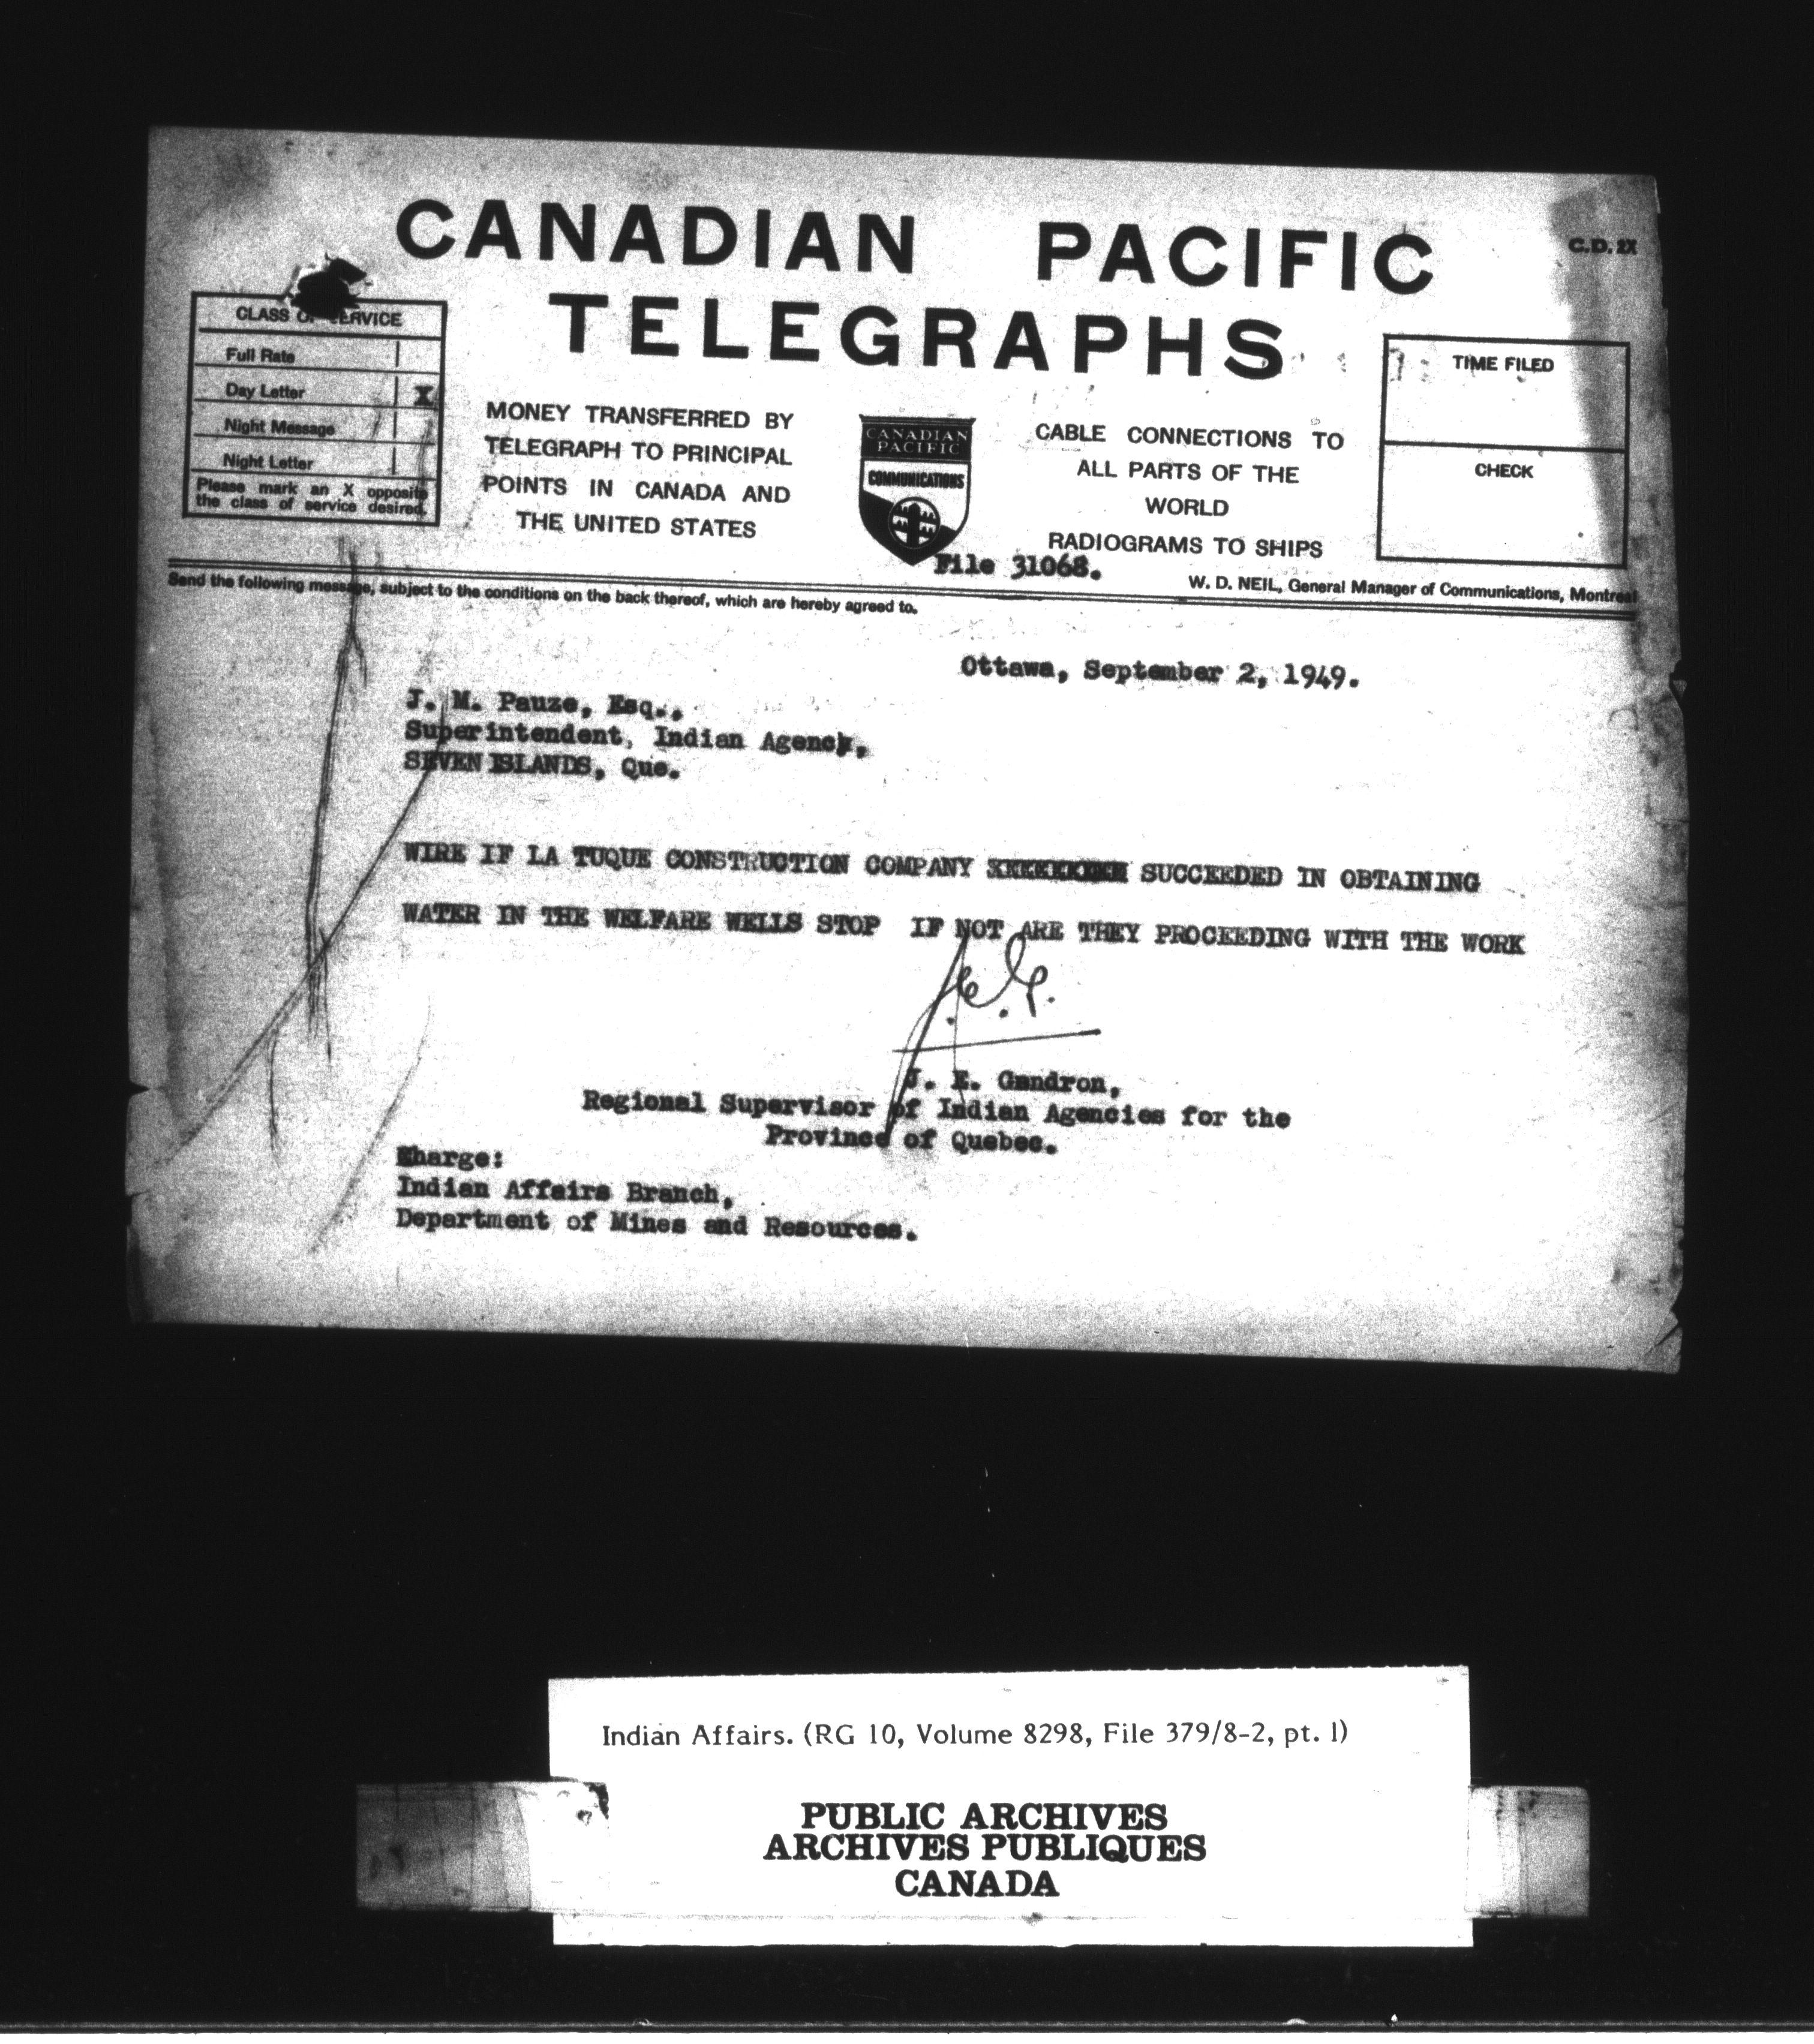 CANADIAN PACIFIC
TELEGRAPHS
C.D. 2X
CLASS OF SERVICE
Full Rate
Day Letter X
Night Message
Night Letter
Please mark an X opposite
the class of service desired.
MONEY TRANSFERRED BY
TELEGRAPH TO PRINCIPAL
POINTS IN CANADA AND
THE UNITED STATES
CANADIAN
PACIFIC
COMMUNICATIONS
CABLE CONNECTIONS TO
ALL PARTS OF THE
WORLD
RADIOGRAMS TO SHIPS
TIME FILED
CHECK
File 31068.
W. D. NEIL, General Manager of Communications, Montreal
Send the following message, subject to the conditions on the back thereof, which are hereby agreed to.
Ottawa, September 2, 1949.
J. M. Pauze, Esq.,
Superintendent, Indian Agency,
SEVEN ISLANDS, Que.
WIRE IF LA TUQUE CONSTRUCTION COMPANY SUCCEEDED IN OBTAINING
WATER IN THE WELFARE WELLS STOP IF NOT ARE THEY PROCEEDING WITH THE WORK
J. E. Gendron,
Regional Supervisor of Indian Agencies for the
Province of Quebec.
Charge:
Indian Affairs Branch,
Department of Mines and Resources.
Indian Affairs. (RG 10, Volume 8298, File 379/8-2, pt. 1)
PUBLIC ARCHIVES
ARCHIVES PUBLIQUES
CANADA